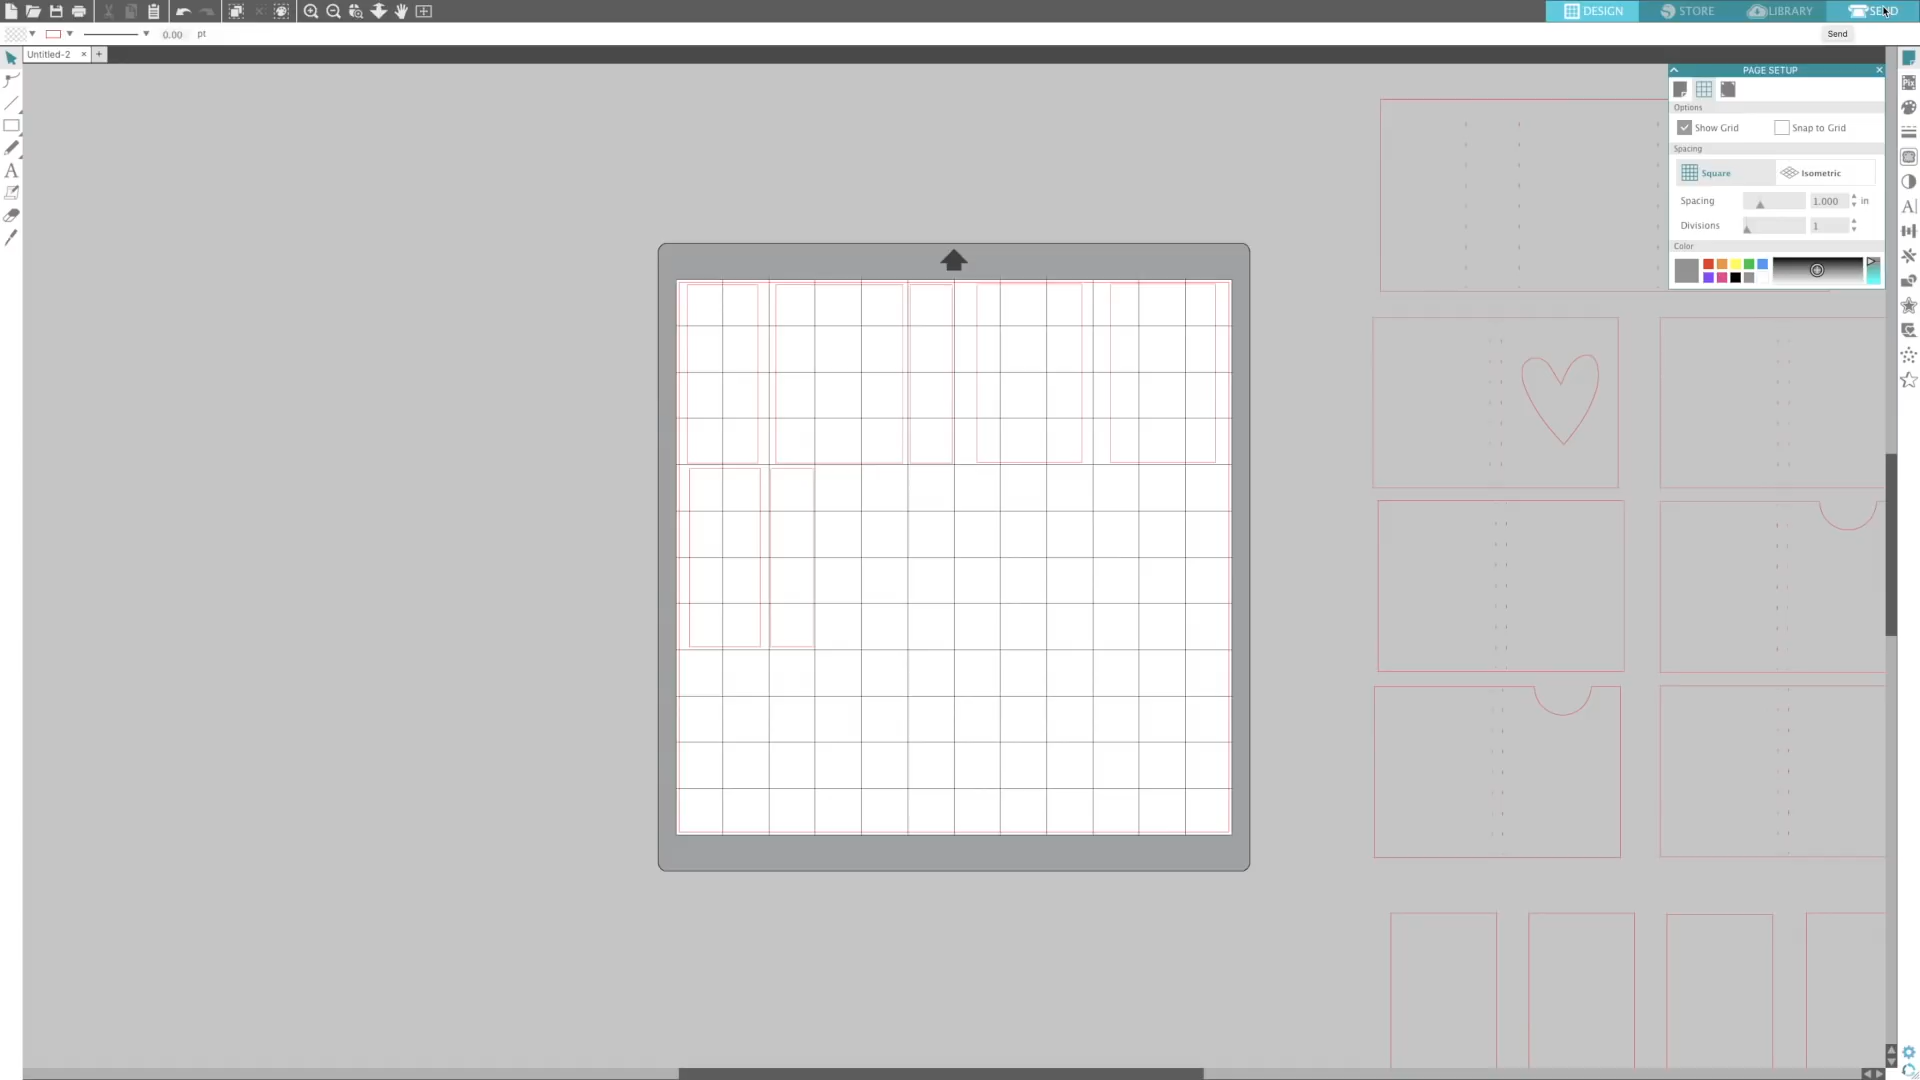 DESIGN
STORE
LIBRARY
SEND
0.00 pt
Send
Untitled-2
PAGE SETUP
Options
Show Grid
Snap to Grid
Spacing
Square
Isometric
Spacing
1.000
in
Divisions
1
Color